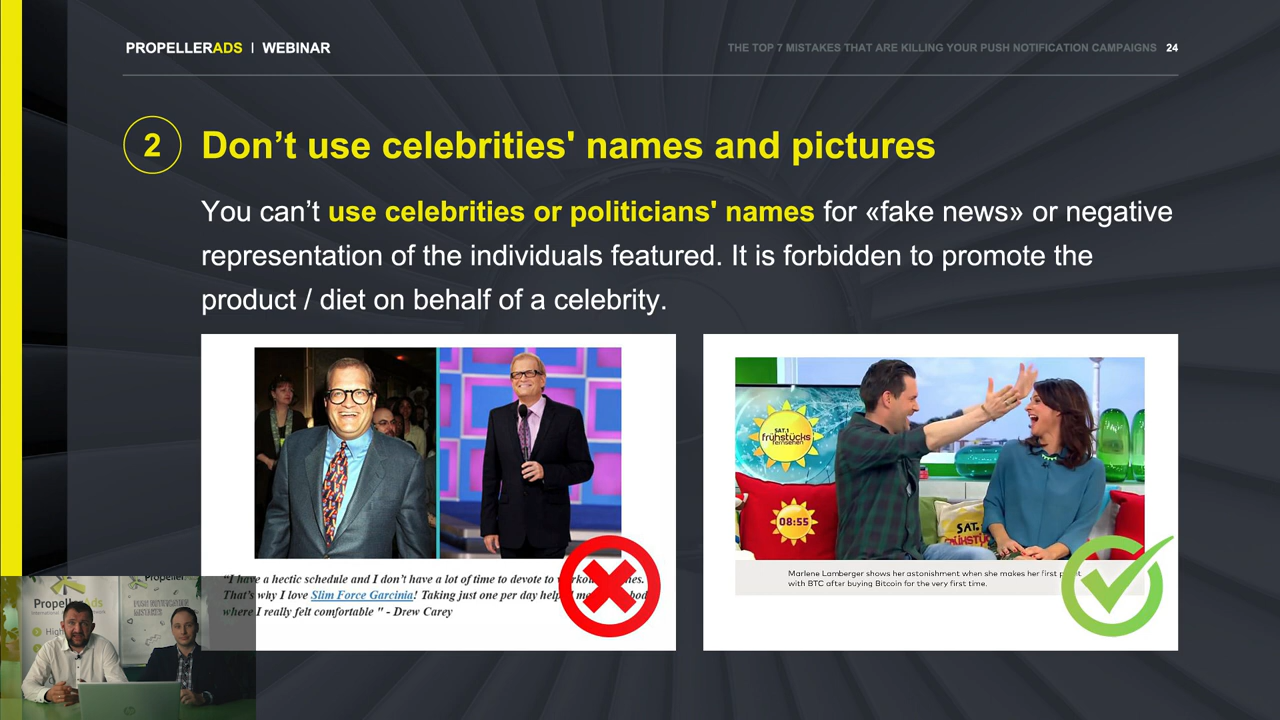 PROPELLERADS | WEBINAR
THE TOP 7 MISTAKES THAT ARE KILLING YOUR PUSH NOTIFICATION CAMPAIGNS 24
2 Don't use celebrities' names and pictures
You can't use celebrities or politicians' names for «fake news» or negative
representation of the individuals featured. It is forbidden to promote the
product / diet on behalf of a celebrity.
"I have a hectic schedule and I don't have a lot of time to devote to
That's why I love Slim Force Garcinia! Taking just one per day
where I really felt comfortable " - Drew Carey
SAT.1
frühstücks
fernsehen
08:55
SAT.
FRÜHSTÜCKS
Marlene Lamberger shows her astonishment when she makes her first
with BTC after buying Bitcoin for the very first time.
PropellerAds
Propeller
High